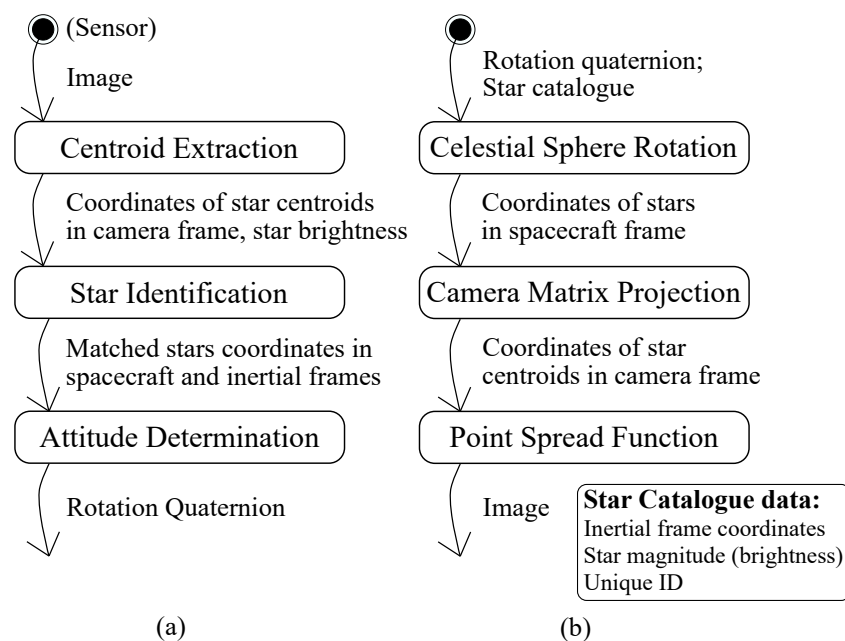 (Sensor)
Image
Centroid Extraction
Coordinates of star centroids
in camera frame, star brightness
Star Identification
Matched stars coordinates in
spacecraft and inertial frames
Attitude Determination
Rotation Quaternion
(a)
Rotation quaternion;
Star catalogue
Celestial Sphere Rotation
Coordinates of stars
in spacecraft frame
Camera Matrix Projection
Coordinates of star
centroids in camera frame
Point Spread Function
Image
Star Catalogue data:
Inertial frame coordinates
Star magnitude (brightness)
Unique ID
(b)